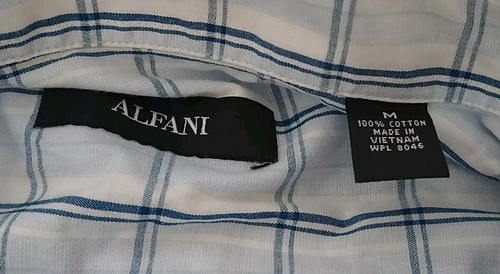 ALFANI
M
100% COTTON
MADE IN
VIETNAM
WPL 8046